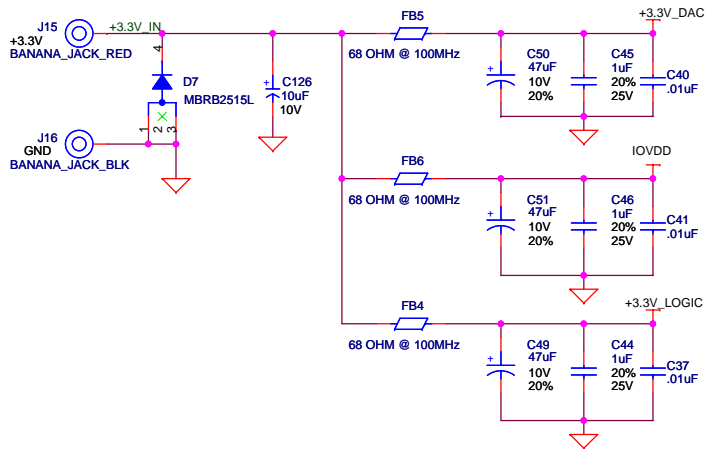 J15
+3.3V_IN
+3.3V
BANANA_JACK_RED
4
D7
MBRB2515L
1
2
3
C126
+
10uF
10V
J16
GND
BANANA_JACK_BLK
FB5
68 OHM @ 100MHz
+3.3V_DAC
+
C50
47uF
10V
20%
C45
1uF
20%
25V
C40
.01uF
FB6
68 OHM @ 100MHz
IOVDD
+
C51
47uF
10V
20%
C46
1uF
20%
25V
C41
.01uF
FB4
68 OHM @ 100MHz
+3.3V_LOGIC
+
C49
47uF
10V
20%
C44
1uF
20%
25V
C37
.01uF